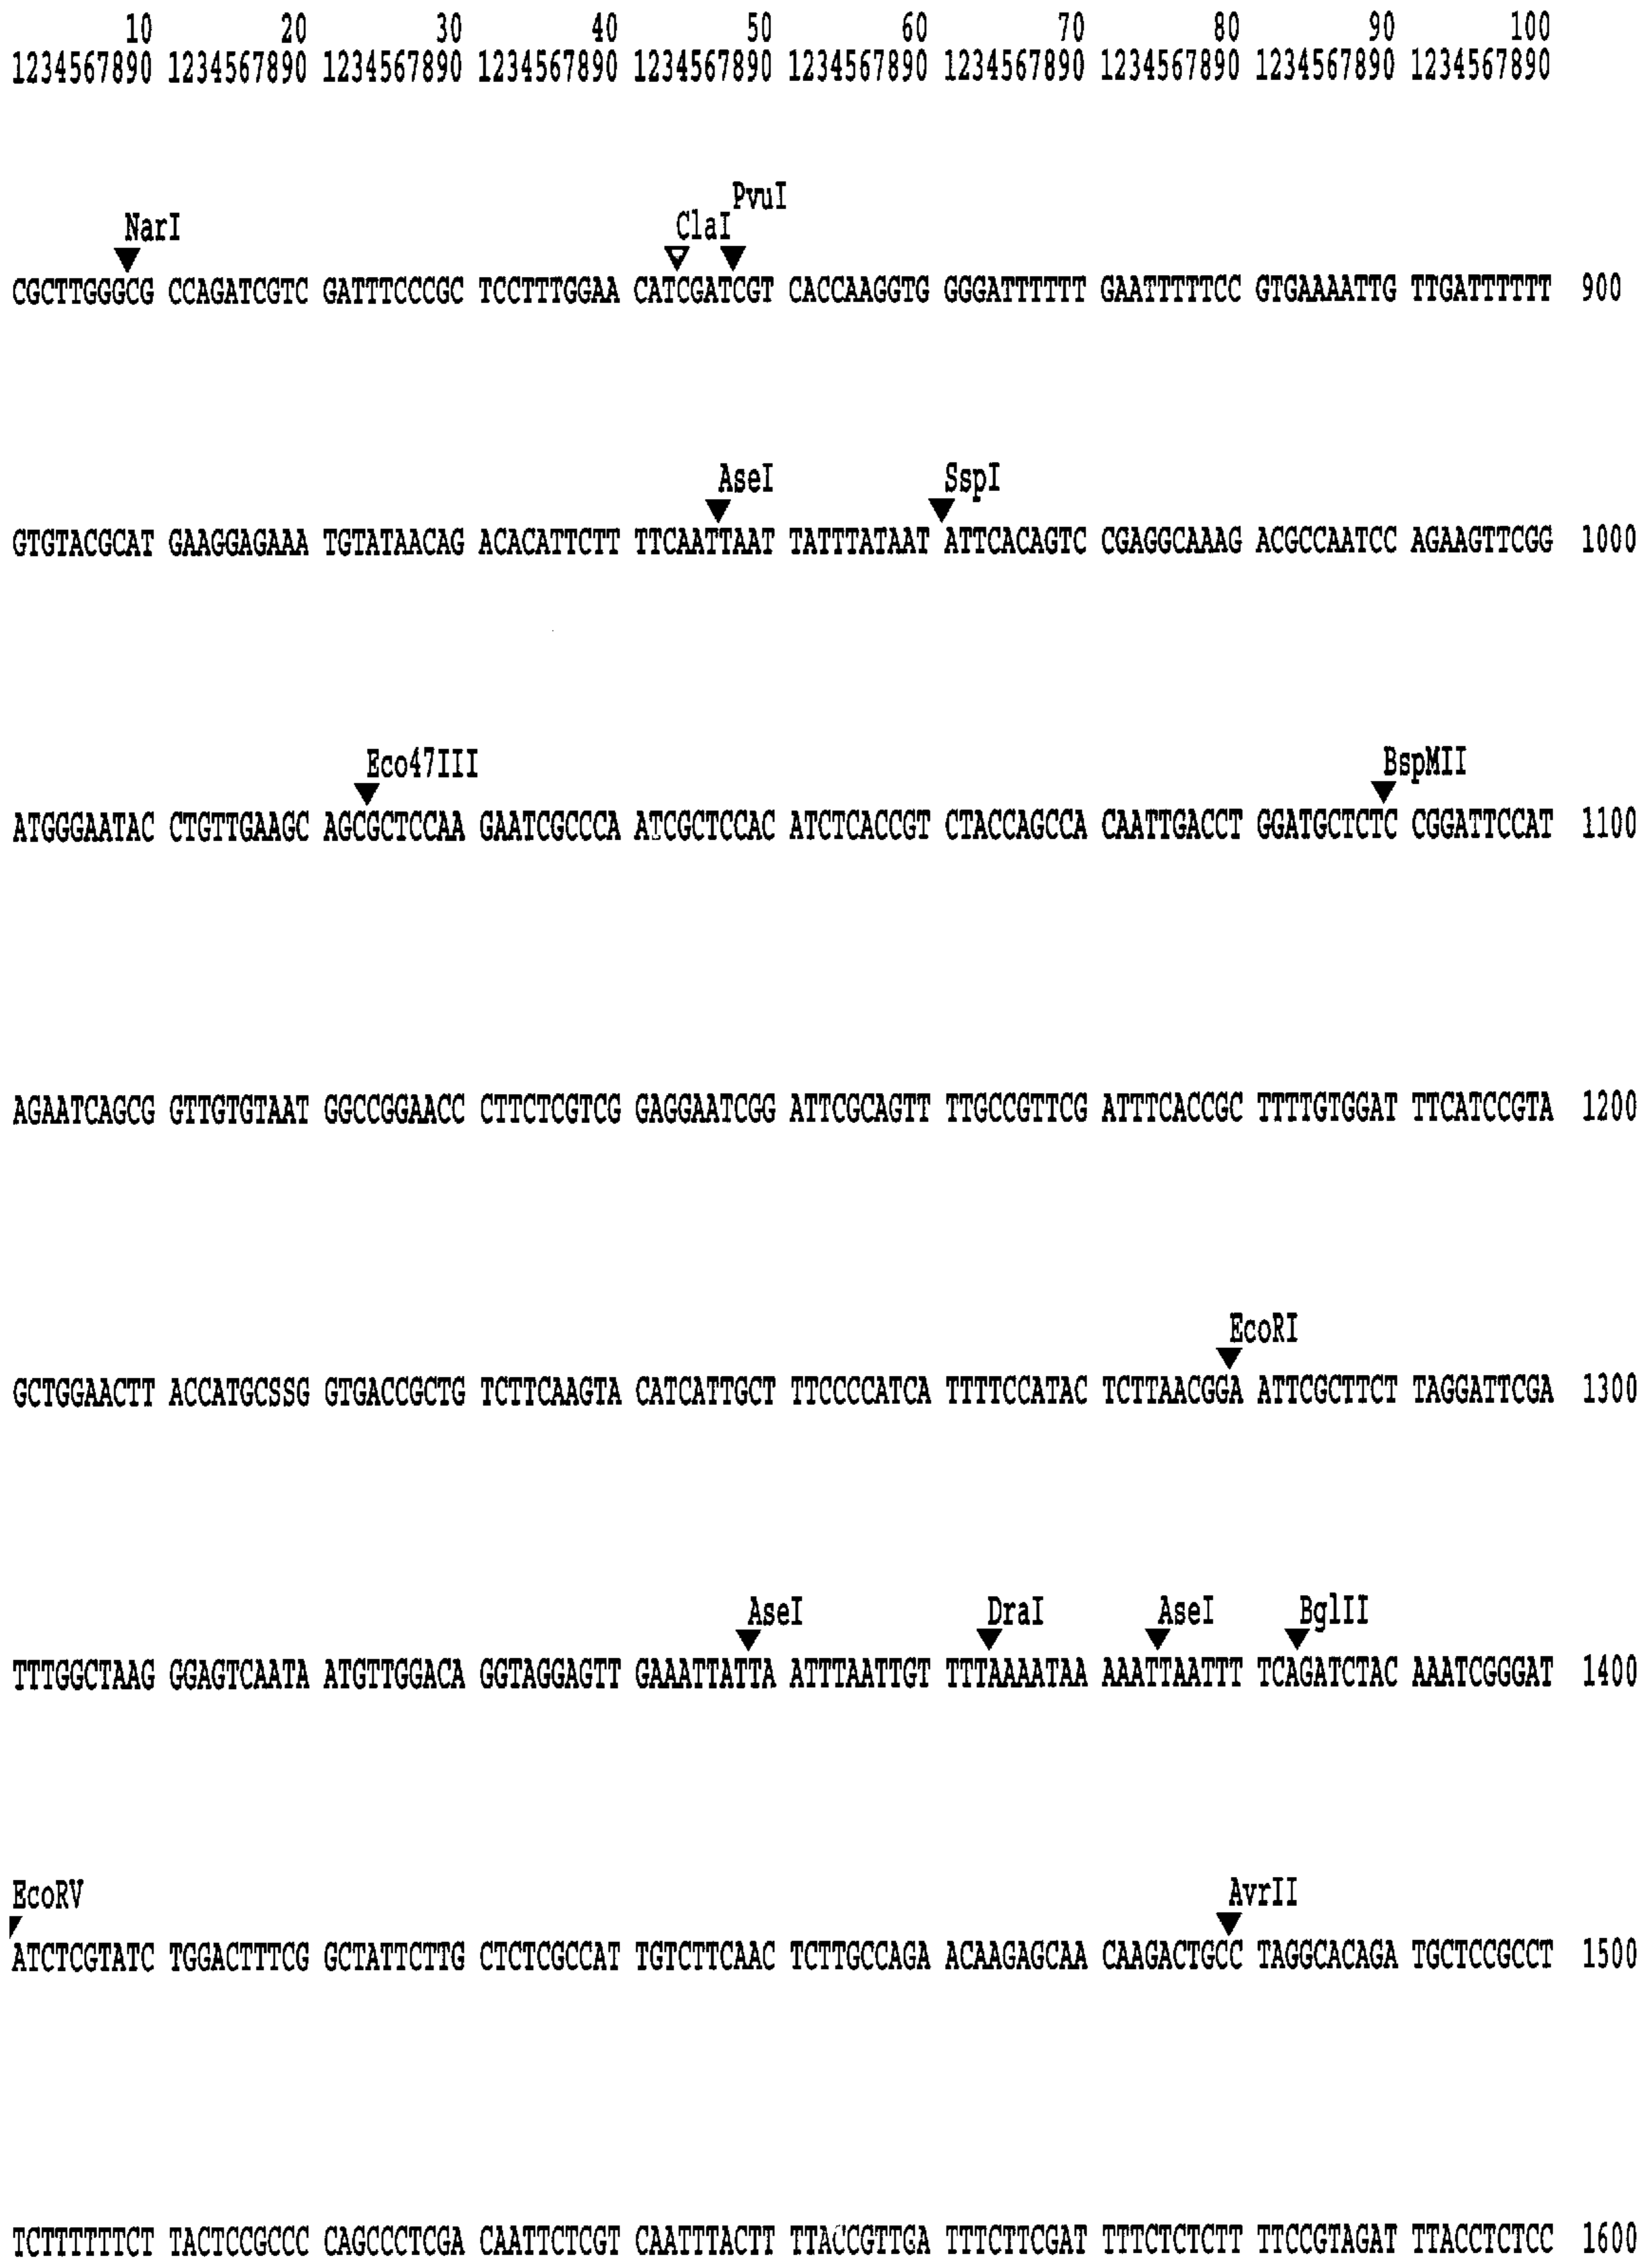 10 20 30 40 50 60 70 80 90 100
1234567890 1234567890 1234567890 1234567890 1234567890 1234567890 1234567890 1234567890 1234567890 1234567890
PvuI
NarI ClaI
CGCTTGGGCG CCAGATCGTC GATTTCCCGC TCCTTTGGAA CATCGATCGT CACCAAGGTG GGGATTTTTT GAATTTTTCC GTGAAAATTG TTGATTTTTT 900
AseI SspI
GTGTACGCAT GAAGGAGAAA TGTATAACAG ACACATTCTT TTCAATTAAT TATTTATAAT ATTCACAGTC CGAGGCAAAG ACGCCAATCC AGAAGTTCGG 1000
Eco47III BspMII
ATGGGAATAC CTGTTGAAGC AGCGCTCCAA GAATCGCCCA ATCGCTCCAC ATCTCACCGT CTACCAGCCA CAATTGACCT GGATGCTCTC CGGATTCCAT 1100
AGAATCAGCG GTTGTGTAAT GGCCGGAACC CTTCTCGTCG GAGGAATCGG ATTCGCAGTT TTGCCGTTCG ATTTCACCGC TTTTGTGGAT TTCATCCGTA 1200
EcoRI
GCTGGAACTT ACCATGCSSG GTGACCGCTG TCTTCAAGTA CATCATTGCT TTCCCCATCA TTTTCCATAC TCTTAACGGA ATTCGCTTCT TAGGATTCGA 1300
AseI DraI AseI BglII
TTTGGCTAAG GGAGTCAATA ATGTTGGACA GGTAGGAGTT GAAATTATTA ATTTAATTGT TTTAAAATAA AAATTAATTT TCAGATCTAC AAATCGGGAT 1400
EcoRV AvrII
ATCTCGTATC TGGACTTTCG GCTATTCTTG CTCTCGCCAT TGTCTTCAAC TCTTGCCAGA ACAAGAGCAA CAAGACTGCC TAGGCACAGA TGCTCCGCCT 1500
TCTTTTTTCT TACTCCGCCC CAGCCCTCGA CAATTCTCGT CAATTTACTT TTACCGTTGA TTTCTTCGAT TTTCTCTCTT TTCCGTAGAT TTACCTCTCC 1600